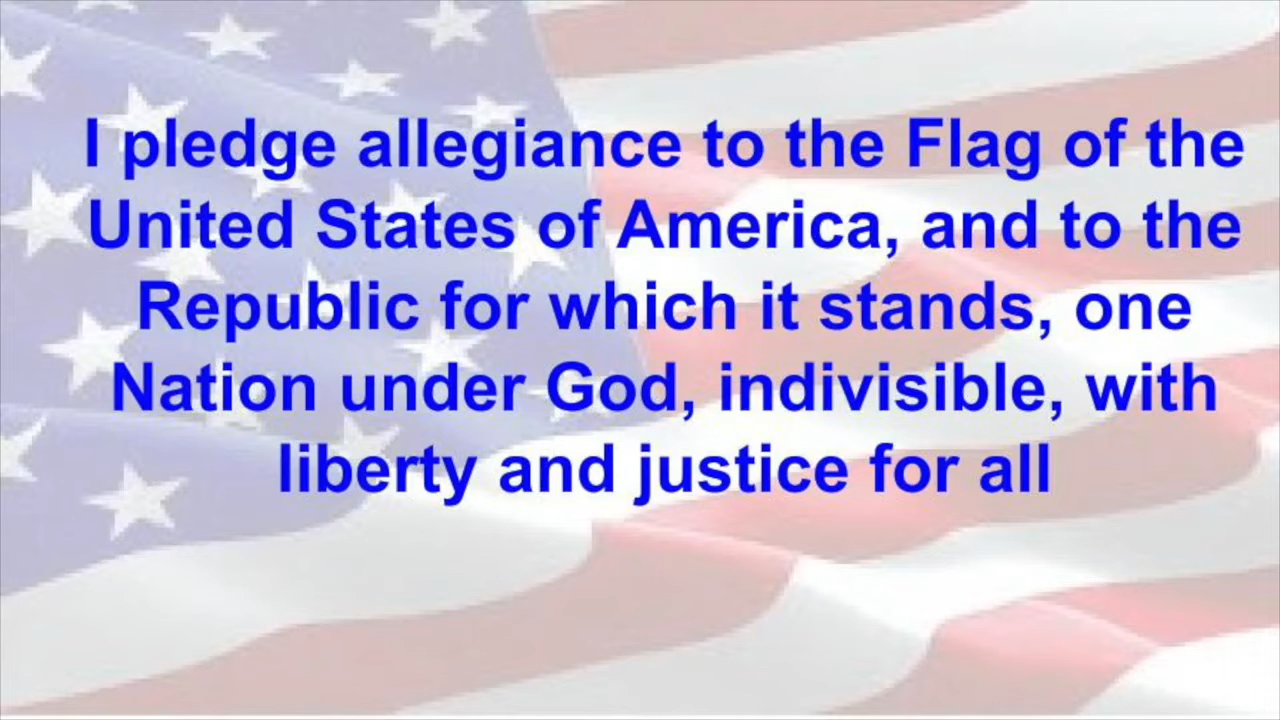 I pledge allegiance to the Flag of the
United States of America, and to the
Republic for which it stands, one
Nation under God, indivisible, with
liberty and justice for all